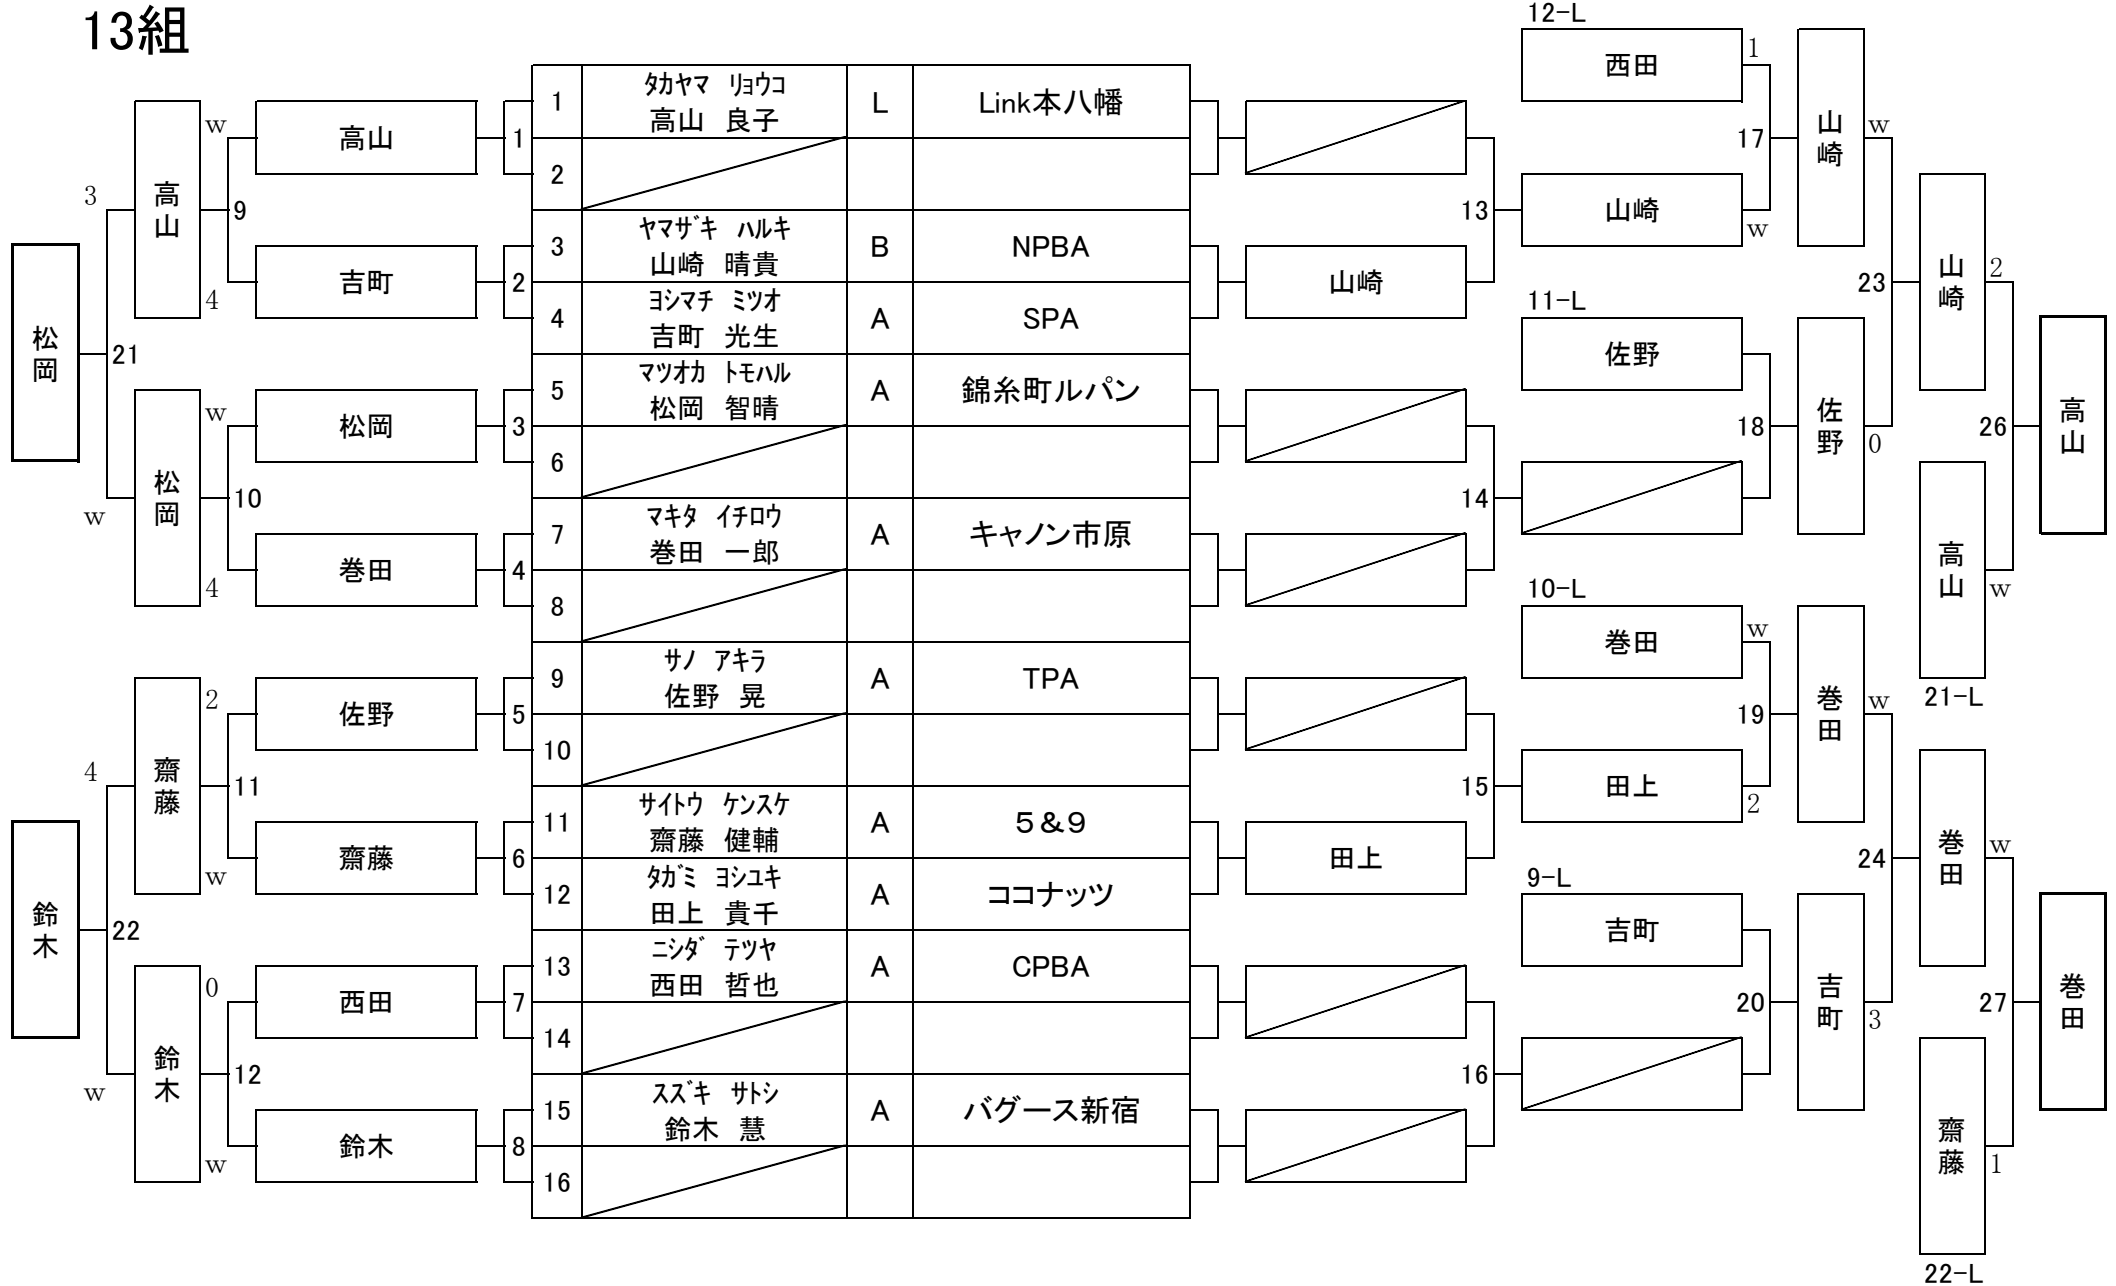 13組
12-L
西田
1
山崎
w
17
山崎
w
13
23
山崎
2
11-L
佐野
18
佐野
0
14
26
高山
高山
w
21-L
10-L
巻田
w
19
巻田
w
田上
2
15
24
巻田
w
9-L
吉町
20
吉町
3
16
27
巻田
齋藤
1
22-L
山崎
田上
1
ﾀｶﾔﾏ ﾘｮｳｺ
高山 良子
L
Link本八幡
2
3
ﾔﾏｻﾞｷ ﾊﾙｷ
山崎 晴貴
B
NPBA
4
ﾖｼﾏﾁ ﾐﾂｵ
吉町 光生
A
SPA
5
ﾏﾂｵｶ ﾄﾓﾊﾙ
松岡 智晴
A
錦糸町ルパン
6
7
ﾏｷﾀ ｲﾁﾛｳ
巻田 一郎
A
キャノン市原
8
9
ｻﾉ ｱｷﾗ
佐野 晃
A
TPA
10
11
ｻｲﾄｳ ｹﾝｽｹ
齋藤 健輔
A
５＆９
12
ﾀｶﾞﾐ ﾖｼﾕｷ
田上 貴千
A
ココナッツ
13
ﾆｼﾀﾞ ﾃﾂﾔ
西田 哲也
A
CPBA
14
15
ｽｽﾞｷ ｻﾄｼ
鈴木 慧
A
バグース新宿
16
高山
1
吉町
2
松岡
3
巻田
4
佐野
5
齋藤
6
西田
7
鈴木
8
高山
w
9
4
松岡
w
10
4
齋藤
2
11
w
鈴木
0
12
w
松岡
3
21
w
鈴木
4
22
w